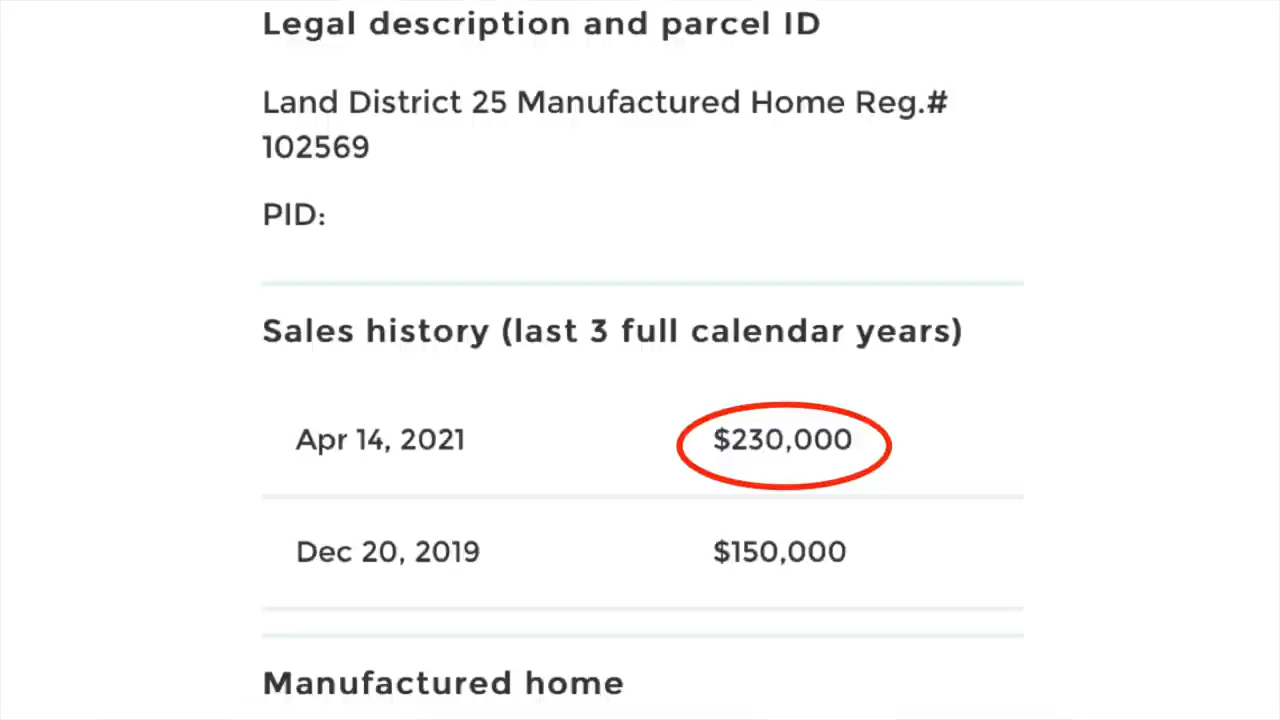 Legal description and parcel ID
Land District 25 Manufactured Home Reg.#
102569
PID:
Sales history (last 3 full calendar years)
Apr 14, 2021 $230,000
Dec 20, 2019 $150,000
Manufactured home